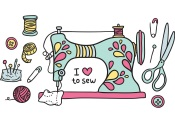 I ❤
to sew